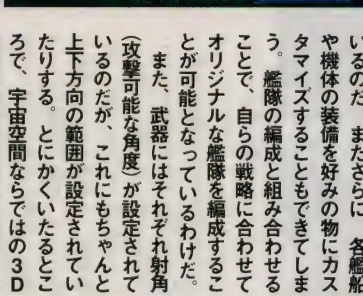 いるのだ。またさらに、各艦船
や機体の装備を好みの物にカス
タマイズすることもできてしま
う。艦隊の編成と組み合わせる
ことで、自らの戦略に合わせて
オリジナルな艦隊を編成するこ
とが可能となっているわけだ。
また、武器にはそれぞれ射角
(攻撃可能な角度)が設定されて
いるのだが、これにもちゃんと
上下方向の範囲が設定されてい
たりする。とにかくいたるとこ
ろで、宇宙空間ならではの3D